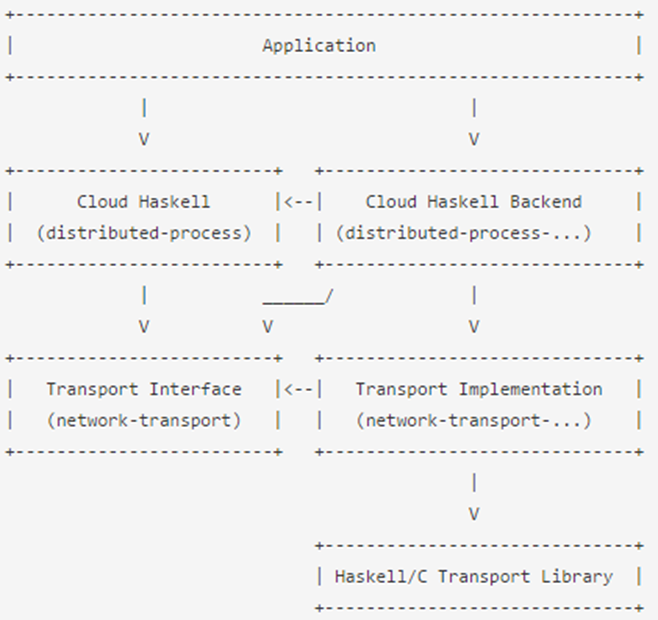 +------------------------------------------------------------+
|                        Application                         |
+------------------------------------------------------------+
             |                               |
             V                               V
+-------------------------+   +------------------------------+
|      Cloud Haskell      |<--|    Cloud Haskell Backend     |
|  (distributed-process)  |   | (distributed-process-...)    |
+-------------------------+   +------------------------------+
             |           ______/             |
             V           V                   V
+-------------------------+   +------------------------------+
|   Transport Interface   |<--|   Transport Implementation   |
|   (network-transport)   |   |   (network-transport-...)    |
+-------------------------+   +------------------------------+
                                             |
                                             V
                              +------------------------------+
                              | Haskell/C Transport Library  |
                              +------------------------------+